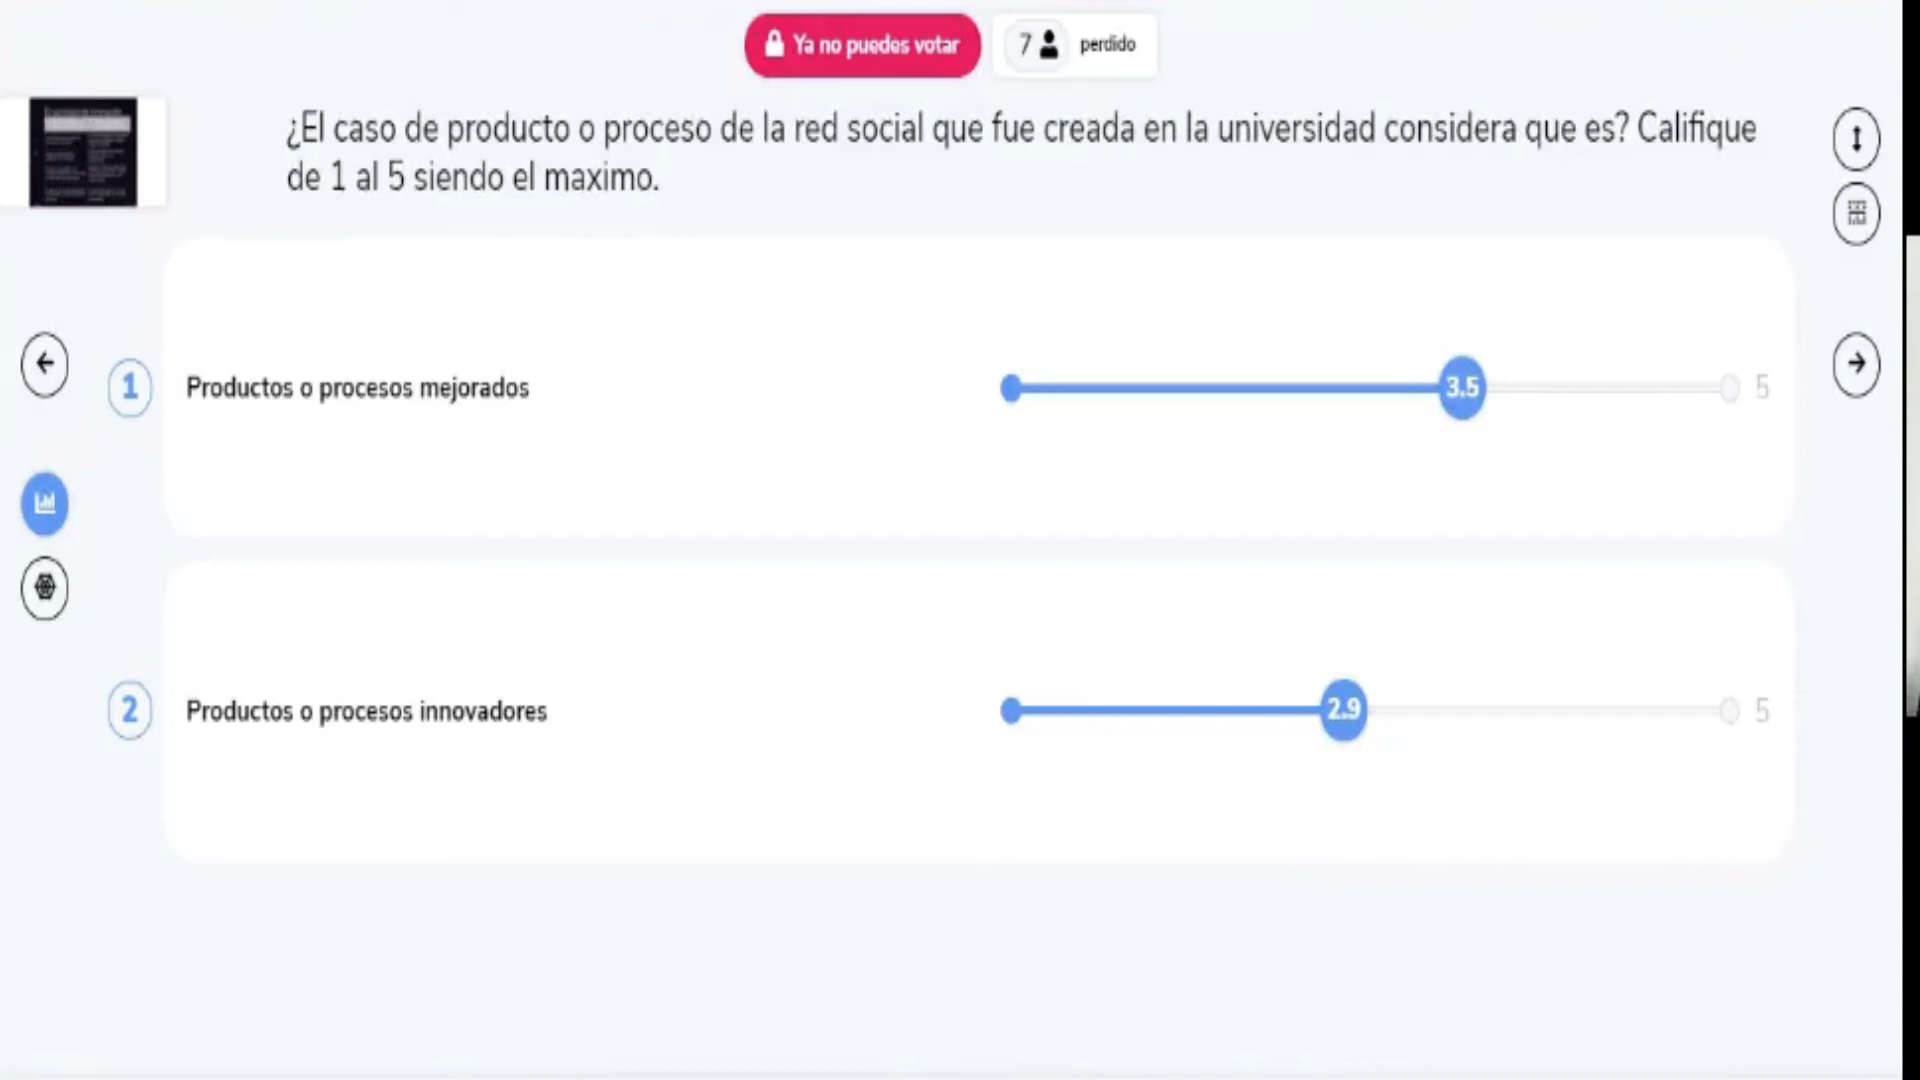 Ya no puedes votar
7 perdido
¿El caso de producto o proceso de la red social que fue creada en la universidad considera que es? Califique
de 1 al 5 siendo el maximo.
1 Productos o procesos mejorados 3.5 5
2 Productos o procesos innovadores 2.9 5